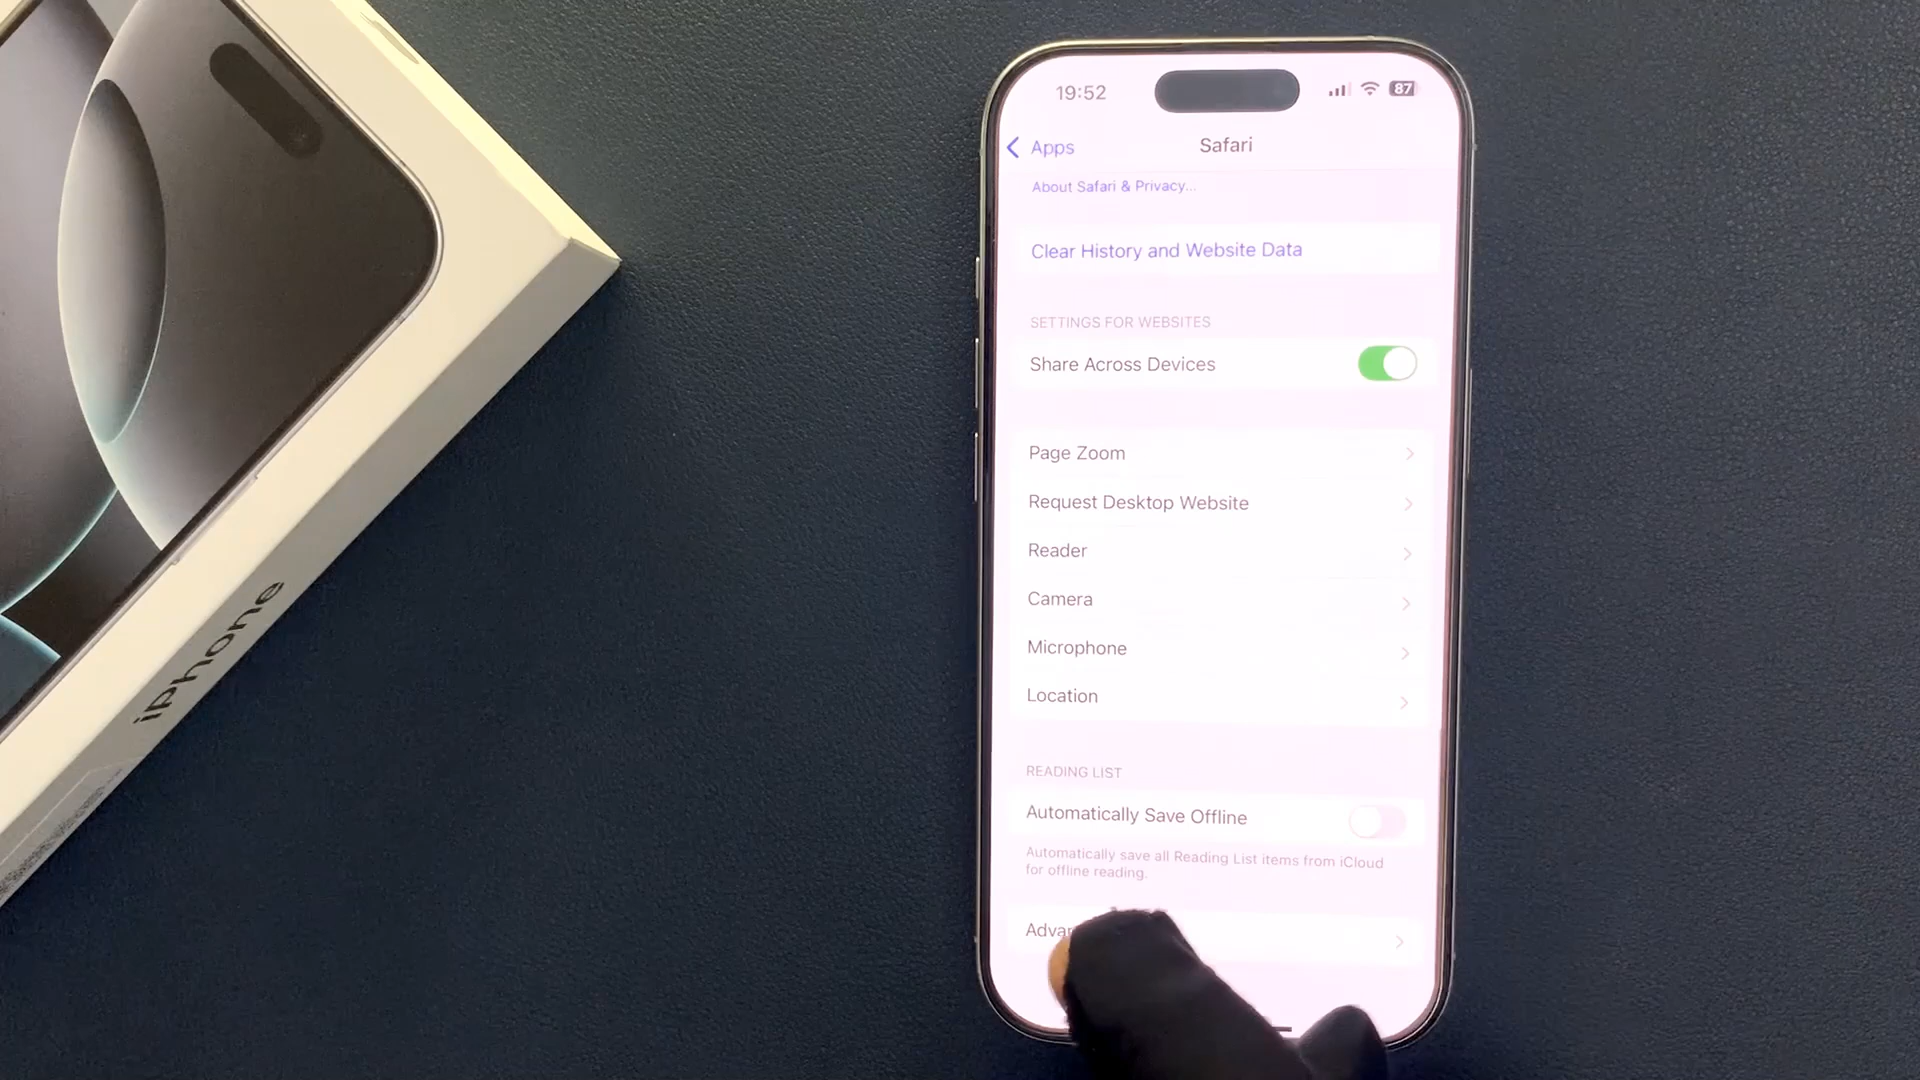 iPhone
19:52
87
Apps
Safari
About Safari & Privacy...
Clear History and Website Data
SETTINGS FOR WEBSITES
Share Across Devices
Page Zoom
Request Desktop Website
Reader
Camera
Microphone
Location
READING LIST
Automatically Save Offline
Automatically save all Reading List items from iCloud
for offline reading.